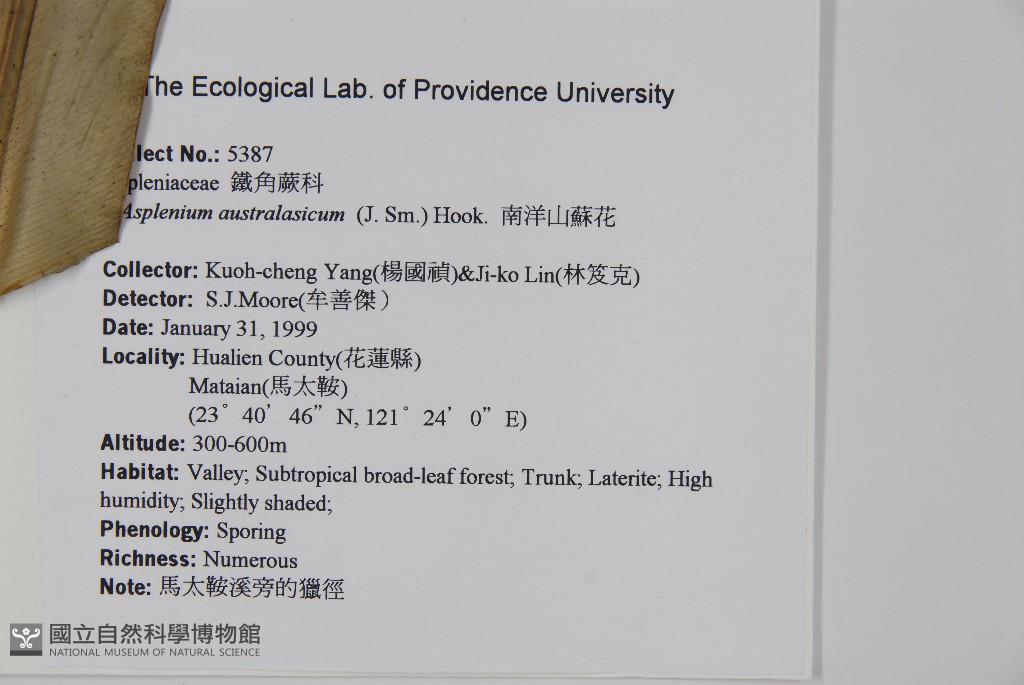 The Ecological Lab. of Providence University
lect No.: 5387
pleniaceae 鐵角蕨科
Asplenium australasicum (J. Sm.) Hook. 南洋山蘇花
Collector: Kuoh-cheng Yang(楊國禎)&Ji-ko Lin(林笈克)
Detector: S.J.Moore(牟善傑)
Date: January 31, 1999
Locality: Hualien County(花蓮縣)
Mataian(馬太鞍)
(23° 40’ 46” N, 121° 24’ 0” E)
Altitude: 300-600m
Habitat: Valley; Subtropical broad-leaf forest; Trunk; Laterite; High
humidity; Slightly shaded;
Phenology: Sporing
Richness: Numerous
Note: 馬太鞍溪旁的獵徑
國立自然科學博物館
NATIONAL MUSEUM OF NATURAL SCIENCE